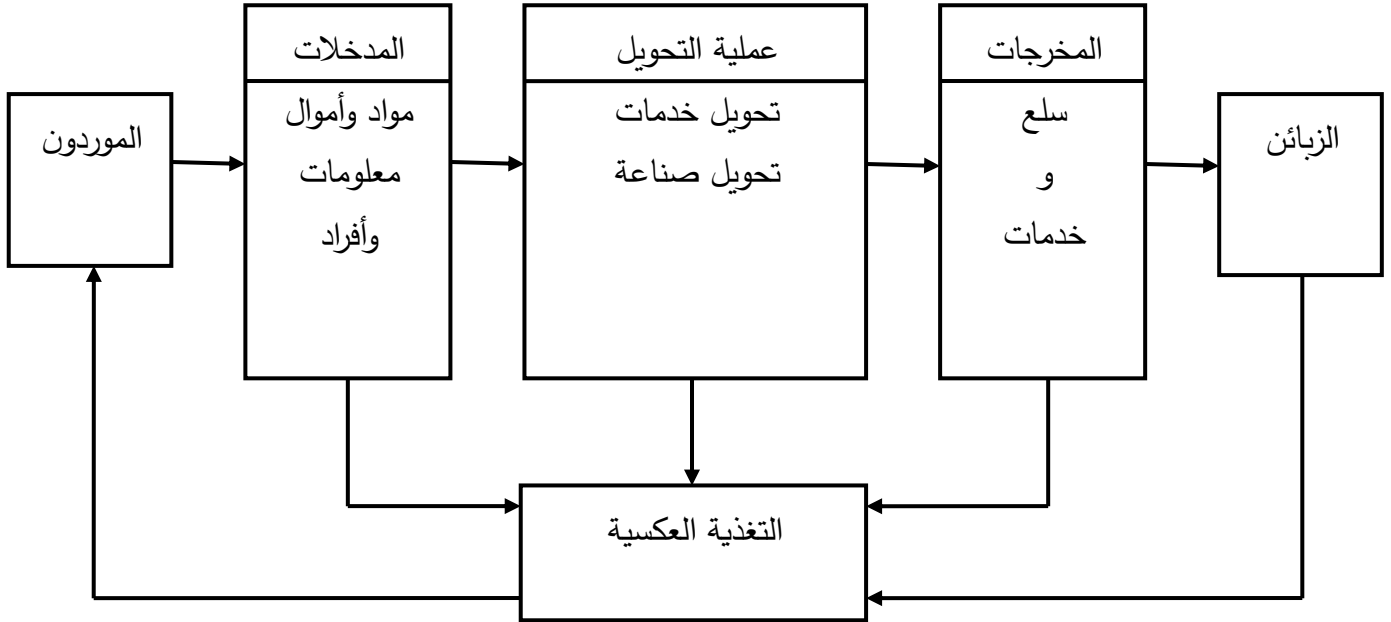 الموردون
المدخلات
مواد وأموال
معلومات
وأفراد
عملية التحويل
تحويل خدمات
تحويل صناعة
المخرجات
سلع
و
خدمات
الزبائن
التغذية العكسية